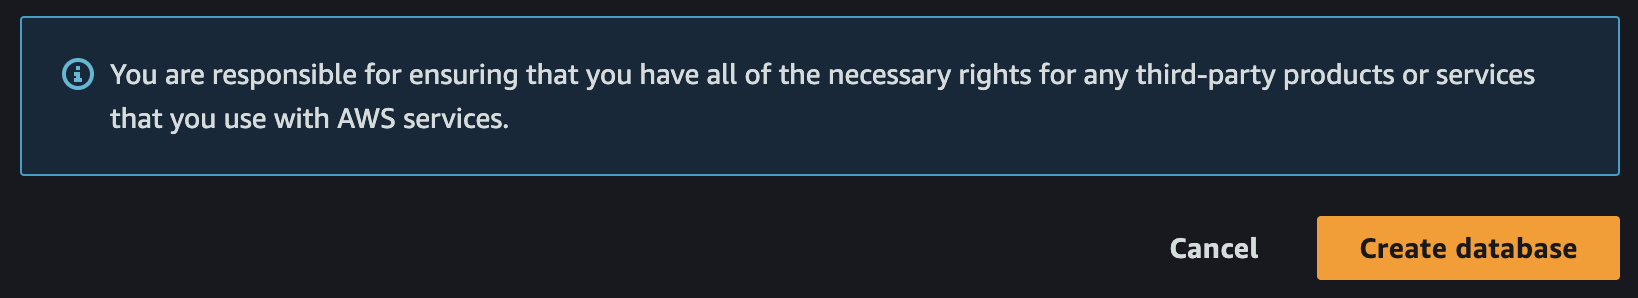 You are responsible for ensuring that you have all of the necessary rights for any third-party products or services
that you use with AWS services.
Cancel
Create database